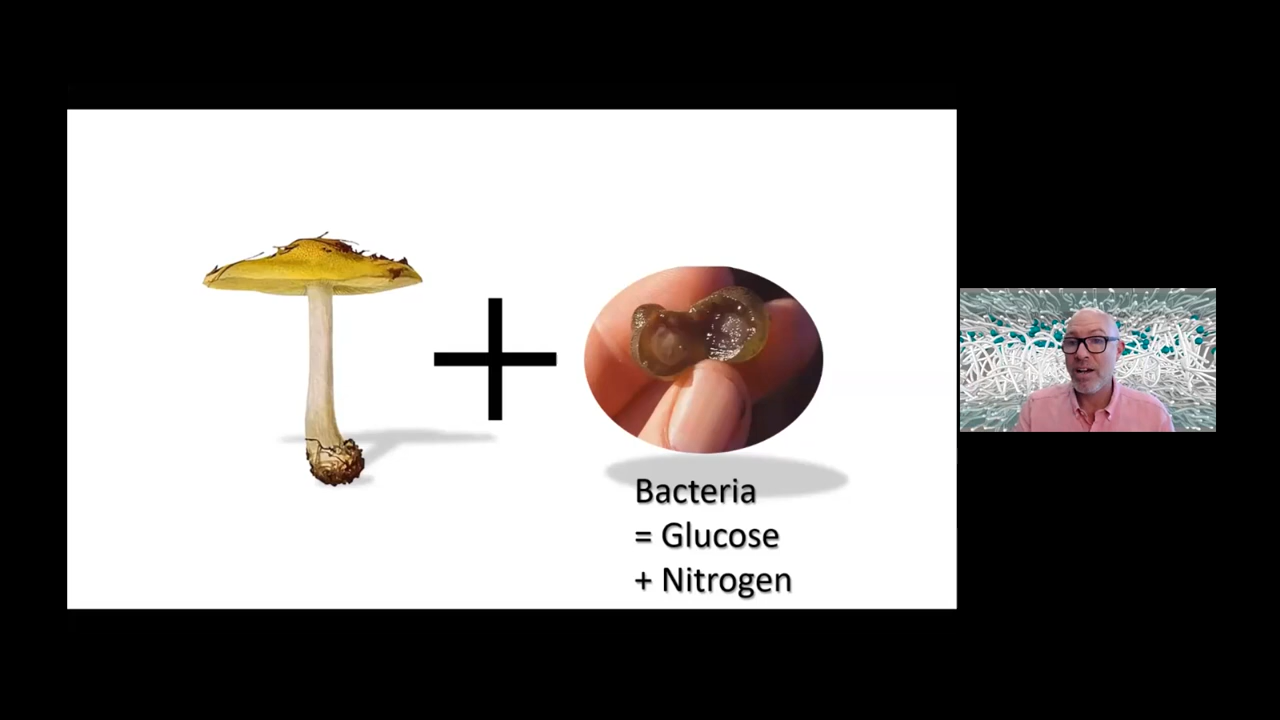 Bacteria
= Glucose
+ Nitrogen